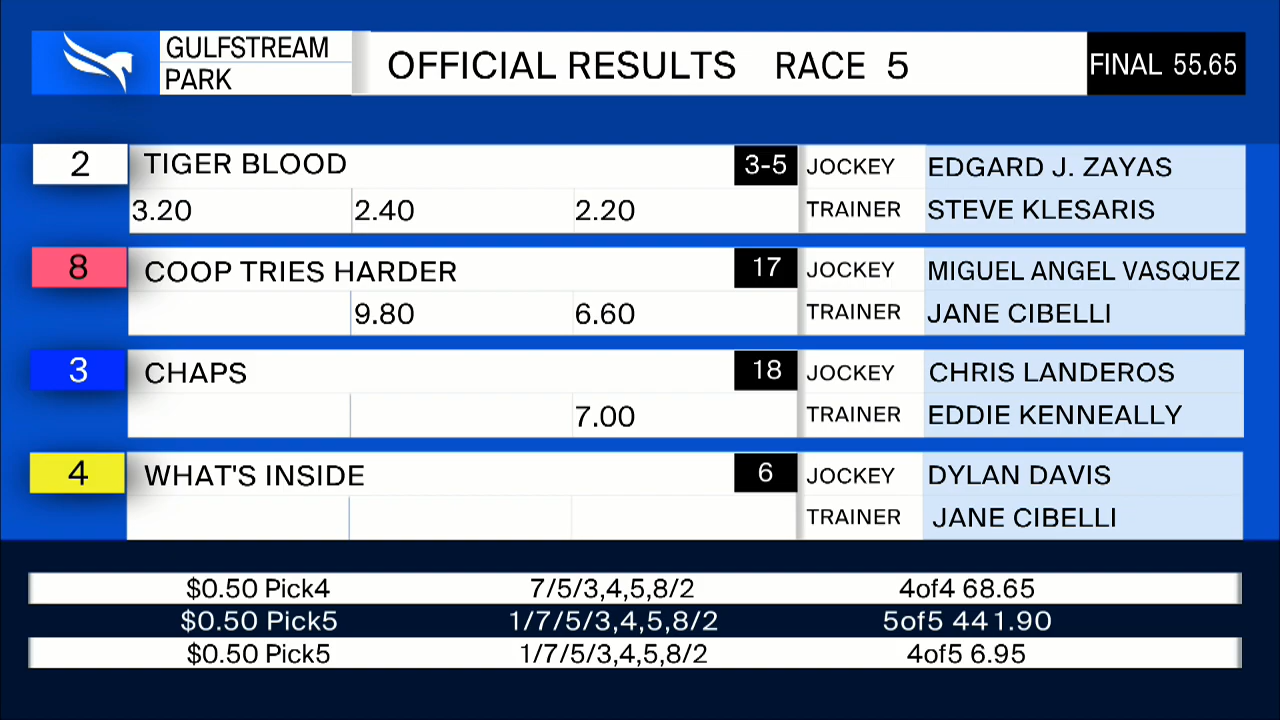 GULFSTREAM PARK
OFFICIAL RESULTS RACE 5
FINAL 55.65
2 TIGER BLOOD 3-5 JOCKEY EDGARD J. ZAYAS
3.20 2.40 2.20 TRAINER STEVE KLESARIS
8 COOP TRIES HARDER 17 JOCKEY MIGUEL ANGEL VASQUEZ
9.80 6.60 TRAINER JANE CIBELLI
3 CHAPS 18 JOCKEY CHRIS LANDEROS
7.00 TRAINER EDDIE KENNEALLY
4 WHAT'S INSIDE 6 JOCKEY DYLAN DAVIS
TRAINER JANE CIBELLI
$0.50 Pick4 7/5/3,4,5,8/2 4of4 68.65
$0.50 Pick5 1/7/5/3,4,5,8/2 5of5 441.90
$0.50 Pick5 1/7/5/3,4,5,8/2 4of5 6.95